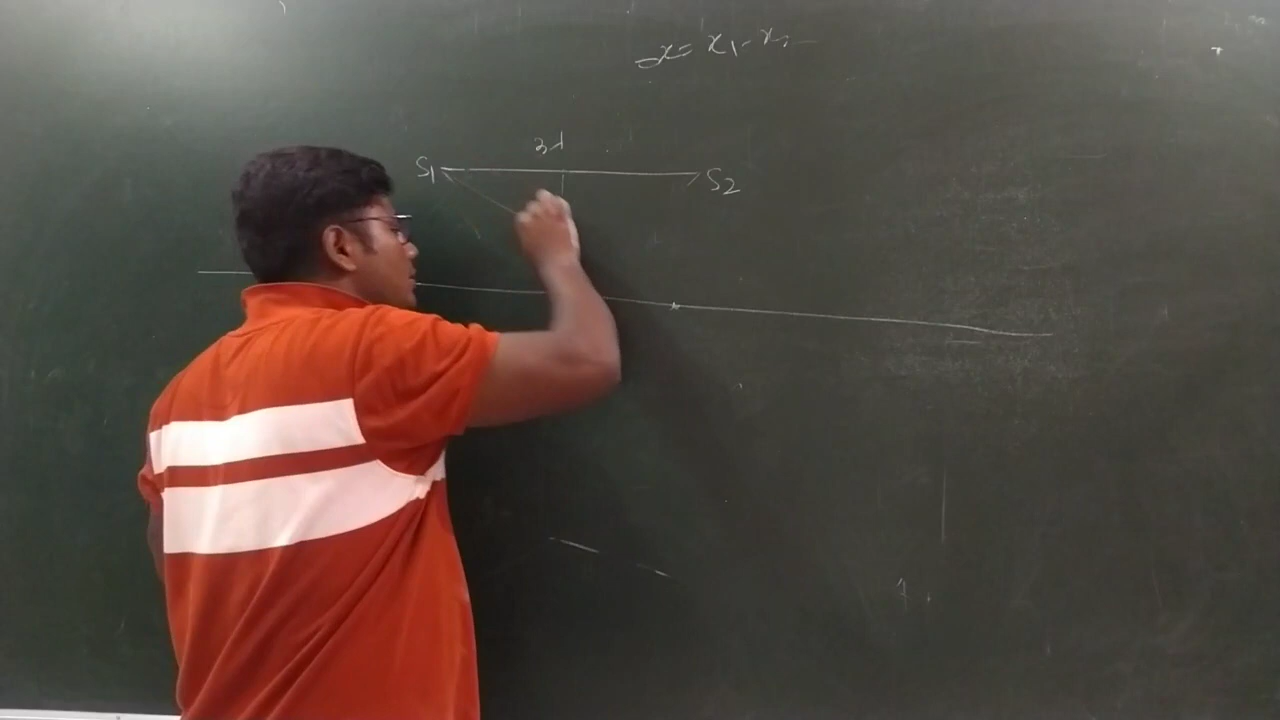 x = x₁ - x₂
3λ
S₁ S₂